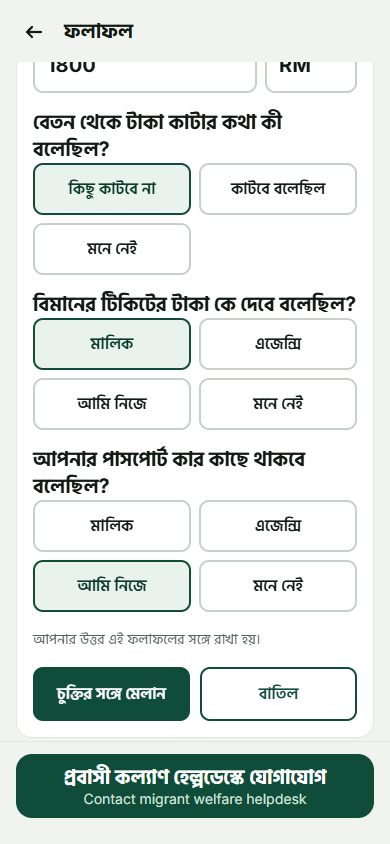 ফলাফল
1800
RM
বেতন থেকে টাকা কাটার কথা কী
বলেছিল?
কিছু কাটবে না
কাটবে বলেছিল
মনে নেই
বিমানের টিকিটের টাকা কে দেবে বলেছিল?
মালিক
এজেন্সি
আমি নিজে
মনে নেই
আপনার পাসপোর্ট কার কাছে থাকবে
বলেছিল?
মালিক
এজেন্সি
আমি নিজে
মনে নেই
আপনার উত্তর এই ফলাফলের সঙ্গে রাখা হয়।
চুক্তির সঙ্গে মেলান
বাতিল
প্রবাসী কল্যাণ হেল্পডেস্কে যোগাযোগ
Contact migrant welfare helpdesk